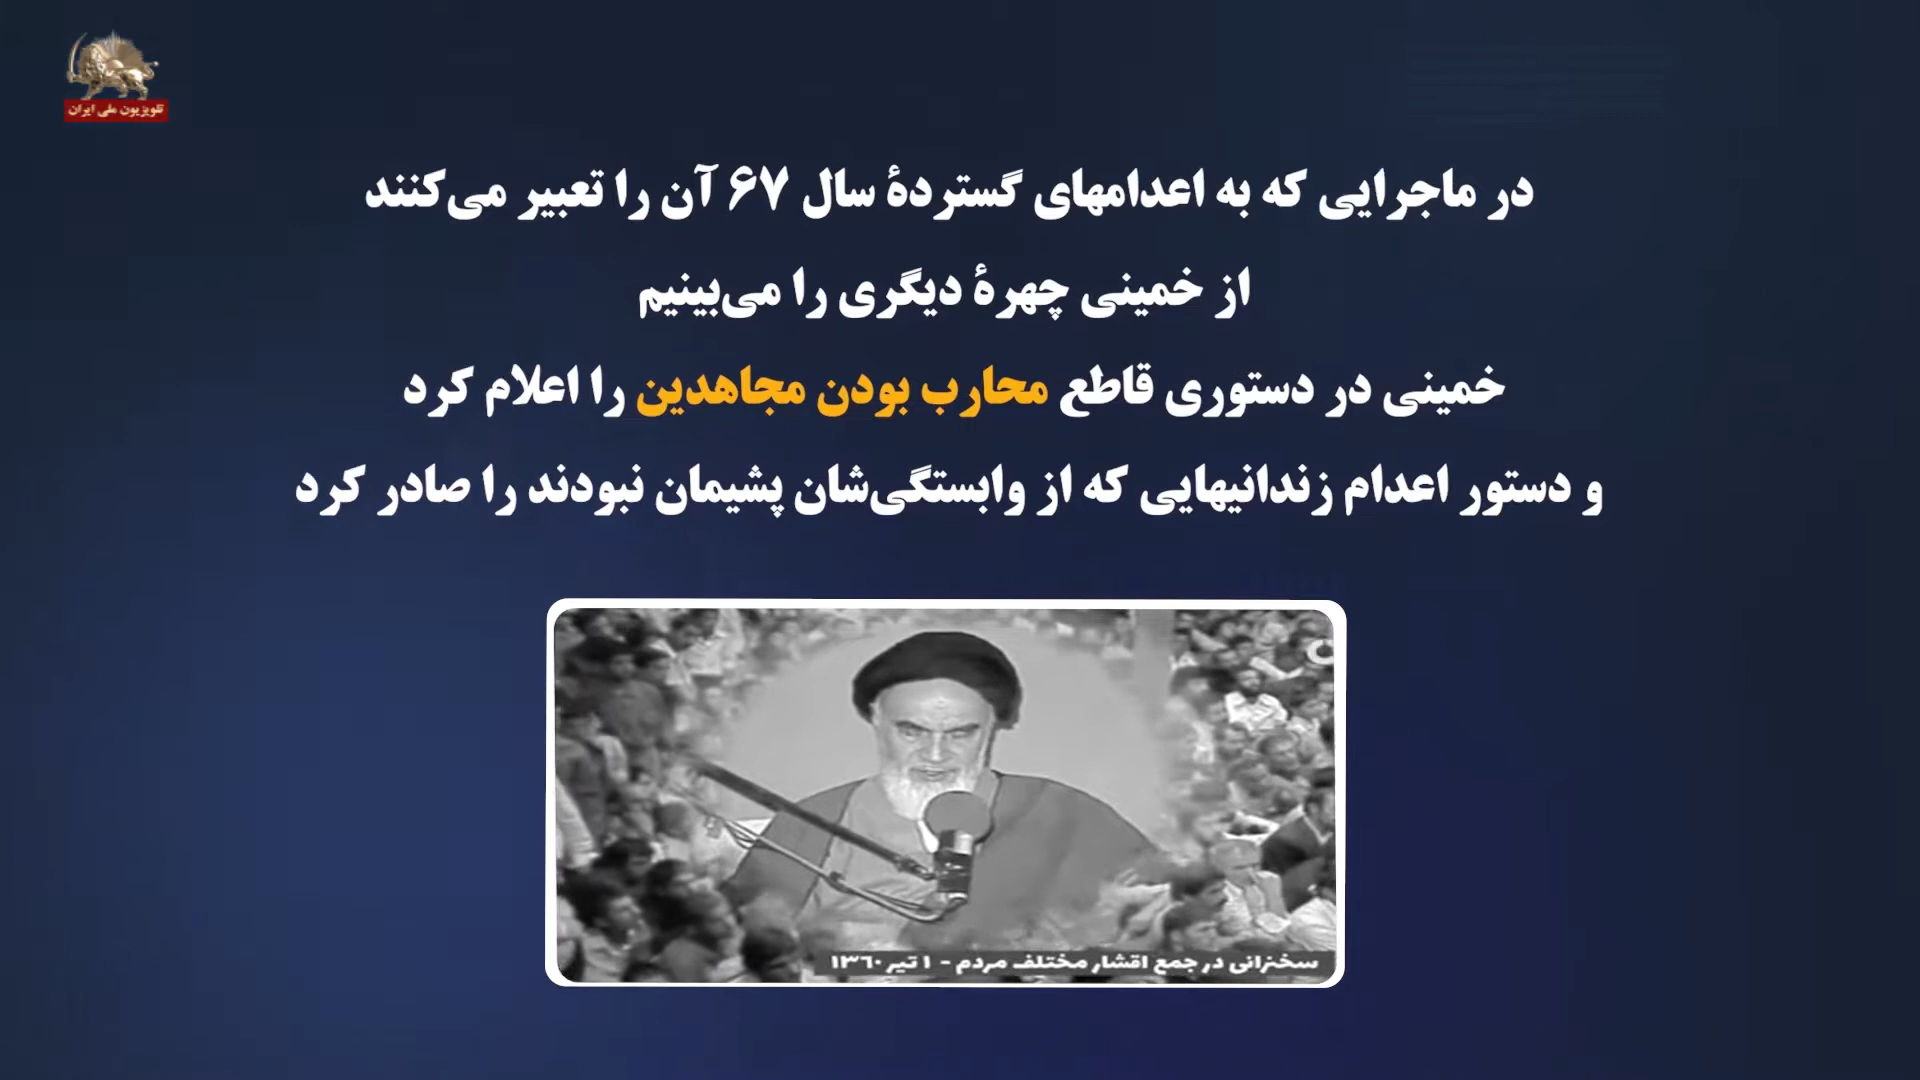 تلویزیون ملی ایران
در ماجرایی که به اعدامهای گستردهٔ سال ۶۷ آن را تعبیر می‌کنند
از خمینی چهرهٔ دیگری را می‌بینیم
خمینی در دستوری قاطع محارب بودن مجاهدین را اعلام کرد
و دستور اعدام زندانیهایی که از وابستگی‌شان پشیمان نبودند را صادر کرد
سخنرانی در جمع اقشار مختلف مردم - ۱ تیر ۱۳٦۰